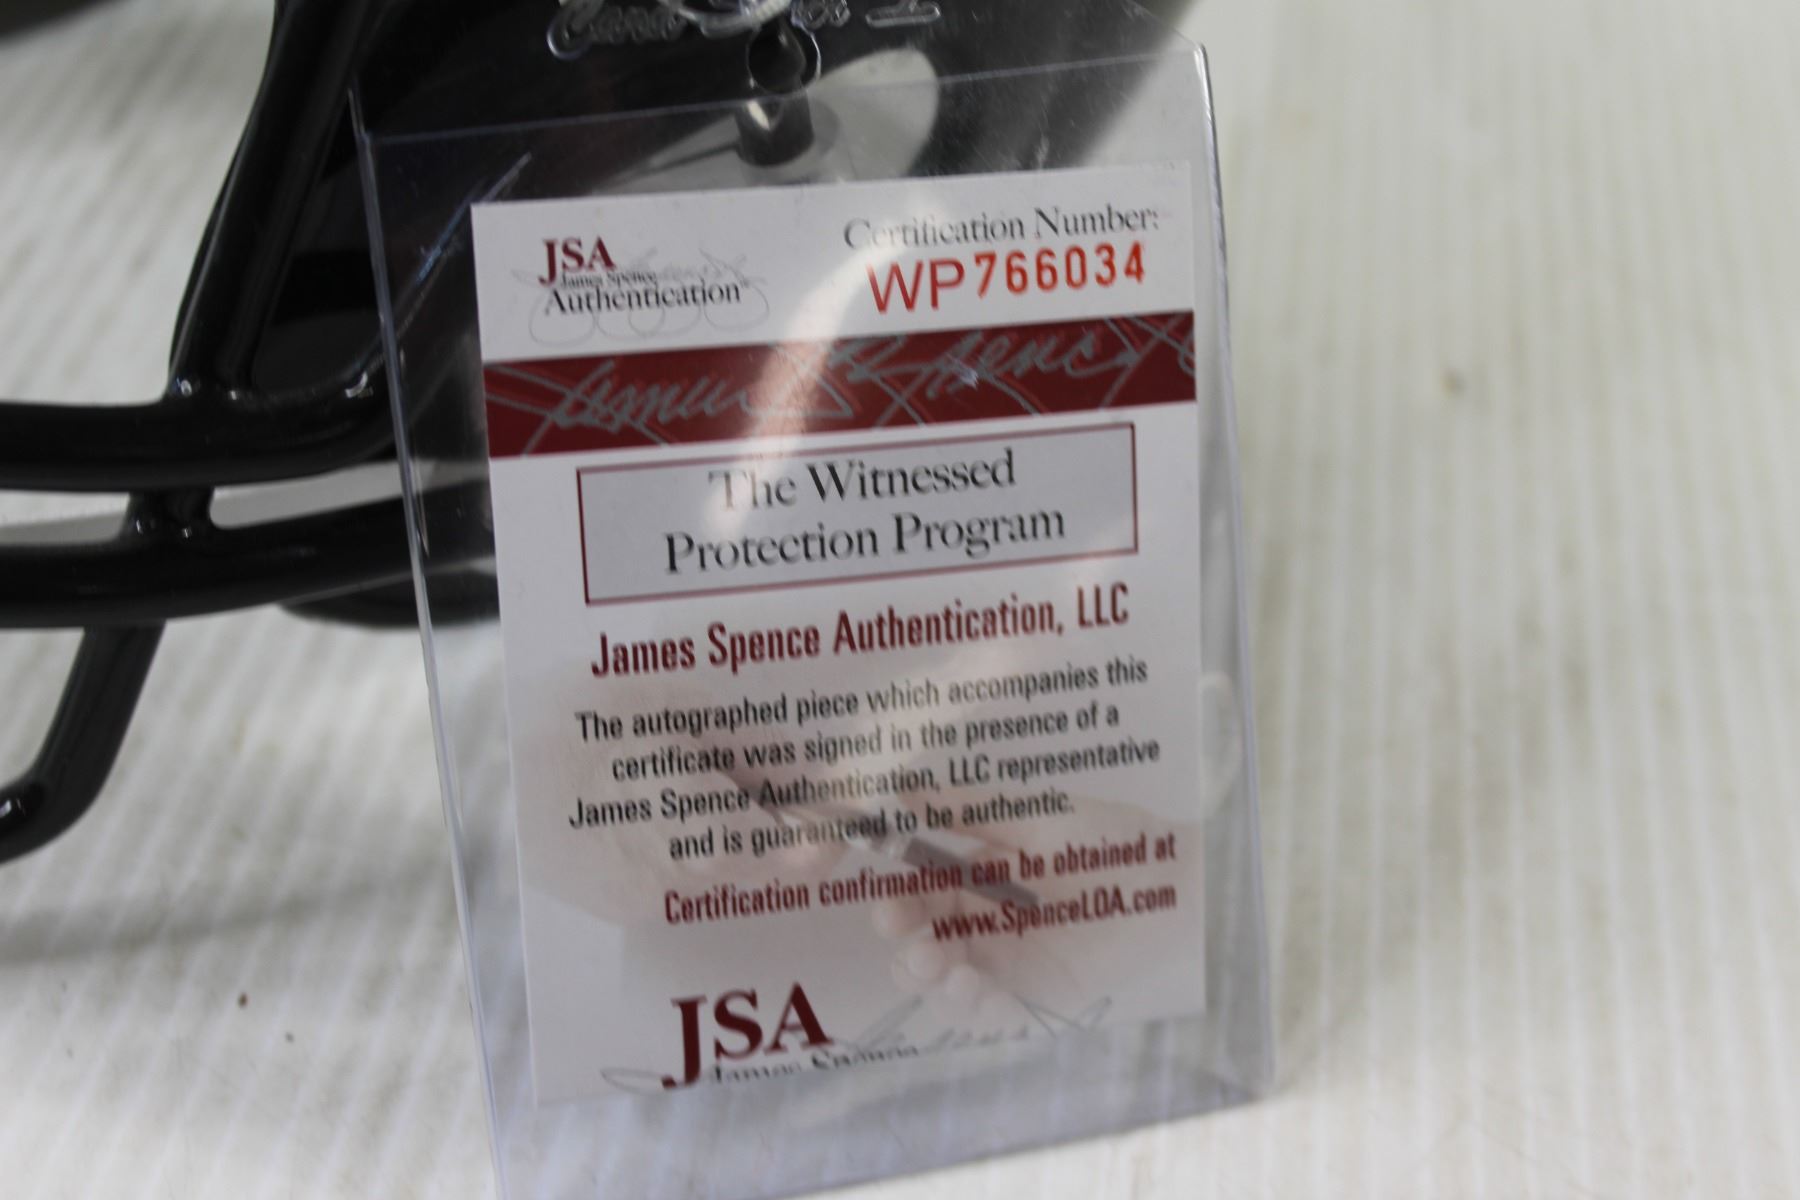 JSA
James Spence
Authentication
Certification Number:
WP766034
The Witnessed
Protection Program
James Spence Authentication, LLC
The autographed piece which accompanies this
certificate was signed in the presence of a
James Spence Authentication, LLC representative
and is guaranteed to be authentic.
Certification confirmation can be obtained at
www.SpenceLOA.com
JSA
James Spence